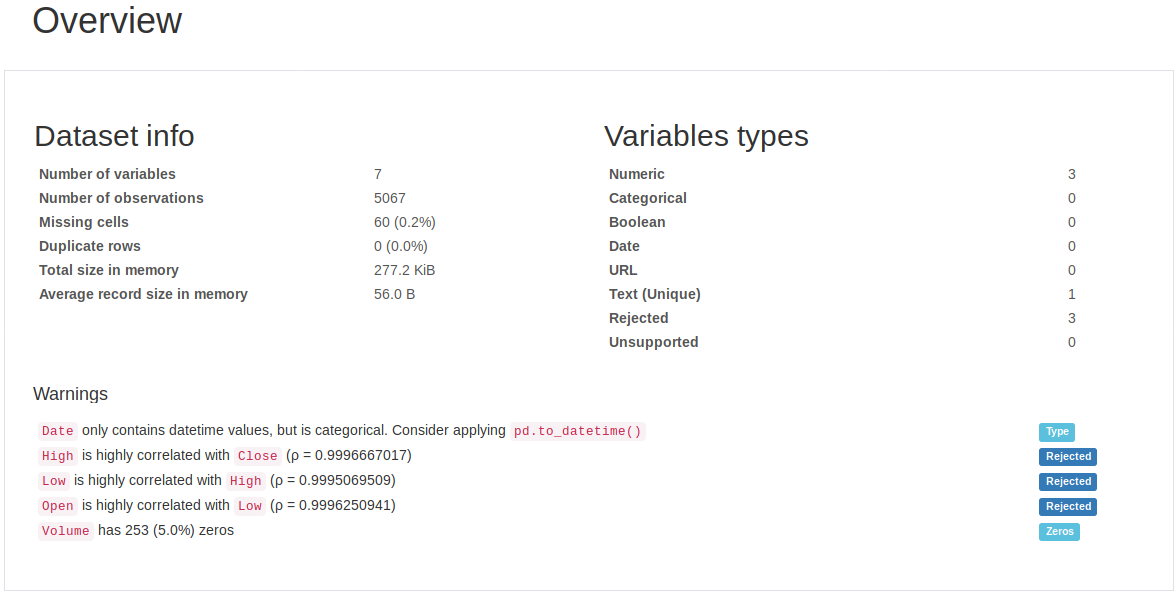 Overview
Dataset info
Number of variables 7
Number of observations 5067
Missing cells 60 (0.2%)
Duplicate rows 0 (0.0%)
Total size in memory 277.2 KiB
Average record size in memory 56.0 B
Variables types
Numeric 3
Categorical 0
Boolean 0
Date 0
URL 0
Text (Unique) 1
Rejected 3
Unsupported 0
Warnings
Date only contains datetime values, but is categorical. Consider applying pd.to_datetime() Type
High is highly correlated with Close (ρ = 0.9996667017) Rejected
Low is highly correlated with High (ρ = 0.9995069509) Rejected
Open is highly correlated with Low (ρ = 0.9996250941) Rejected
Volume has 253 (5.0%) zeros Zeros